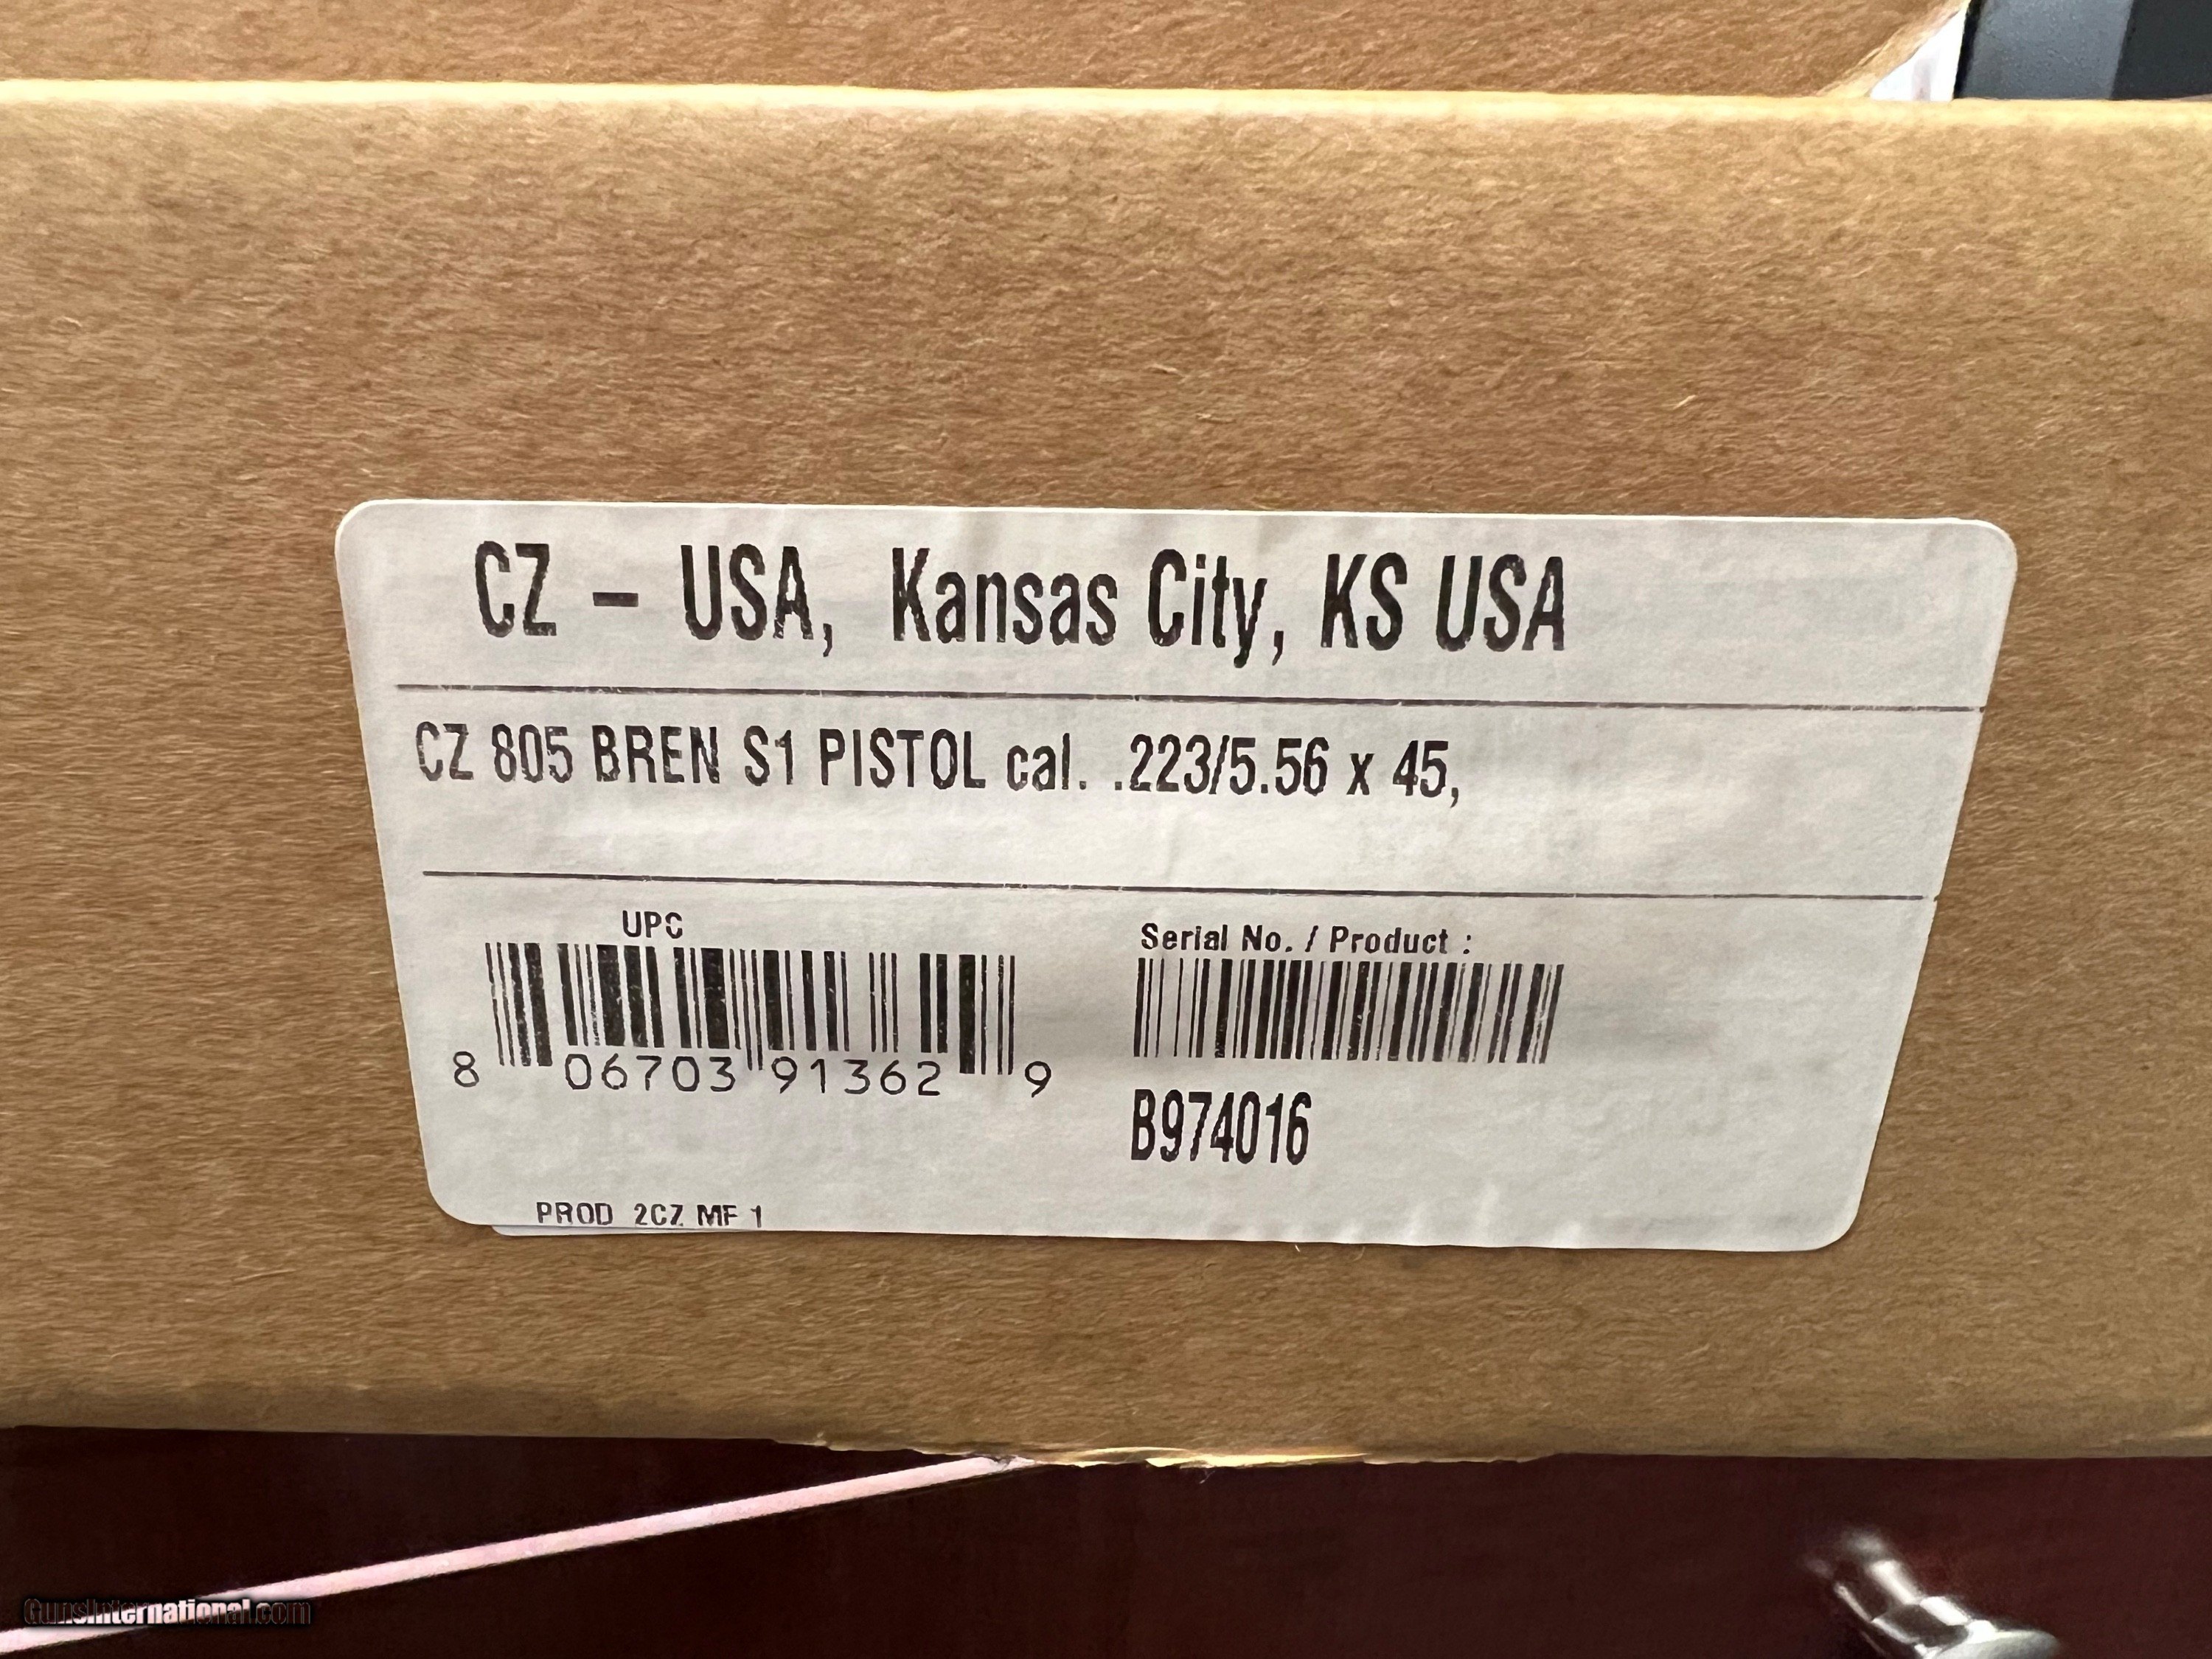 CZ – USA, Kansas City, KS USA
CZ 805 BREN S1 PISTOL cal. .223/5.56 x 45,
UPC
8 06703 91362 9
Serial No. / Product :
B974016
PROD 2CZ MF 1
GunsInternational.com